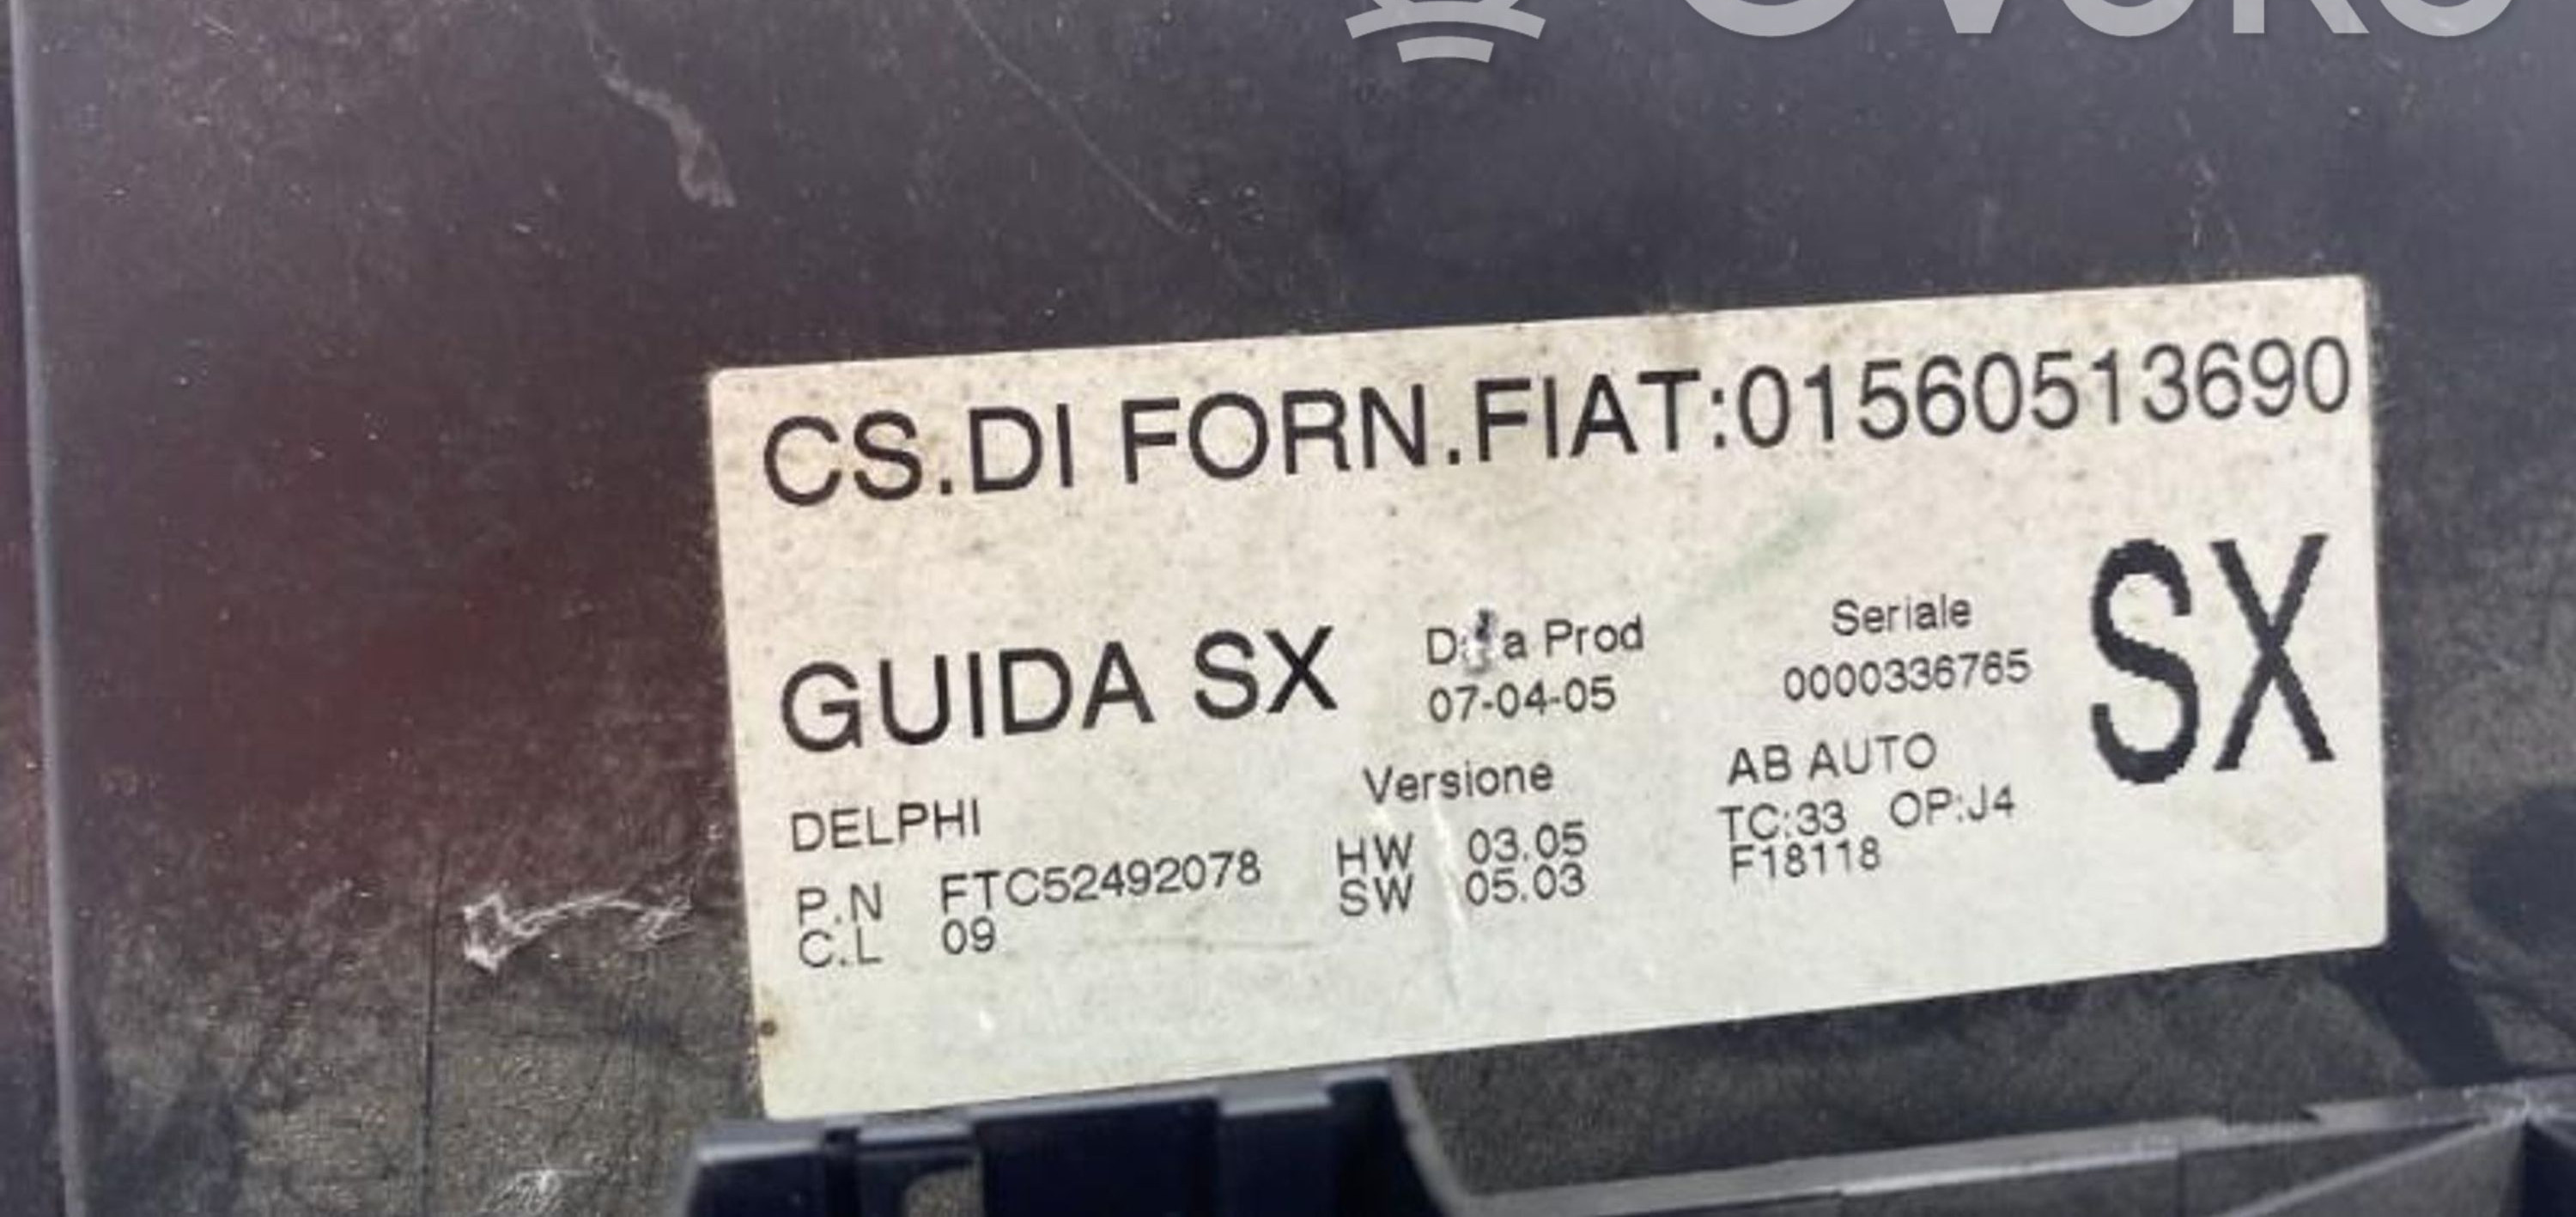 CS.DI FORN.FIAT:01560513690
GUIDA SX
Prod
07-04-05
Seriale
0000336765
SX
DELPHI
P.N FTC52492078
C.L 09
Versione
HW 03.05
SW 05.03
AB AUTO
TC:33 OP:J4
F18118